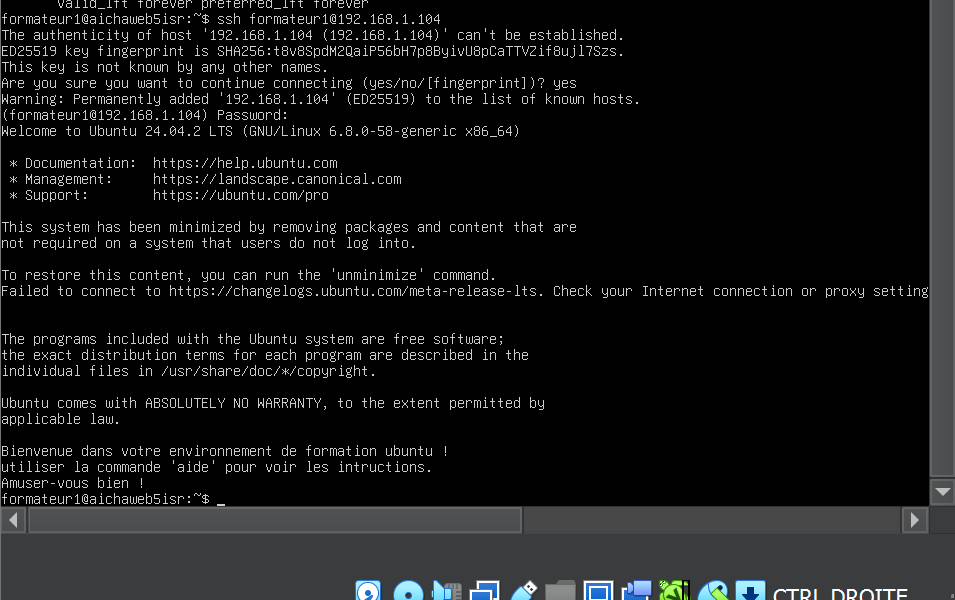 valid_lft forever preferred_lft forever
formateur1@aichaweb5isr:~$ ssh formateur1@192.168.1.104
The authenticity of host '192.168.1.104 (192.168.1.104)' can't be established.
ED25519 key fingerprint is SHA256:t8v8SpdM2QaiP56bH7p8ByivU8pCaTTVZif8ujl7Szs.
This key is not known by any other names.
Are you sure you want to continue connecting (yes/no/[fingerprint])? yes
Warning: Permanently added '192.168.1.104' (ED25519) to the list of known hosts.
(formateur1@192.168.1.104) Password:
Welcome to Ubuntu 24.04.2 LTS (GNU/Linux 6.8.0-58-generic x86_64)
* Documentation:  https://help.ubuntu.com
* Management:     https://landscape.canonical.com
* Support:        https://ubuntu.com/pro
This system has been minimized by removing packages and content that are
not required on a system that users do not log into.
To restore this content, you can run the 'unminimize' command.
Failed to connect to https://changelogs.ubuntu.com/meta-release-lts. Check your Internet connection or proxy setting
The programs included with the Ubuntu system are free software;
the exact distribution terms for each program are described in the
individual files in /usr/share/doc/*/copyright.
Ubuntu comes with ABSOLUTELY NO WARRANTY, to the extent permitted by
applicable law.
Bienvenue dans votre environnement de formation ubuntu !
utiliser la commande 'aide' pour voir les intructions.
Amuser-vous bien !
formateur1@aichaweb5isr:~$ _
CTRL DROITE